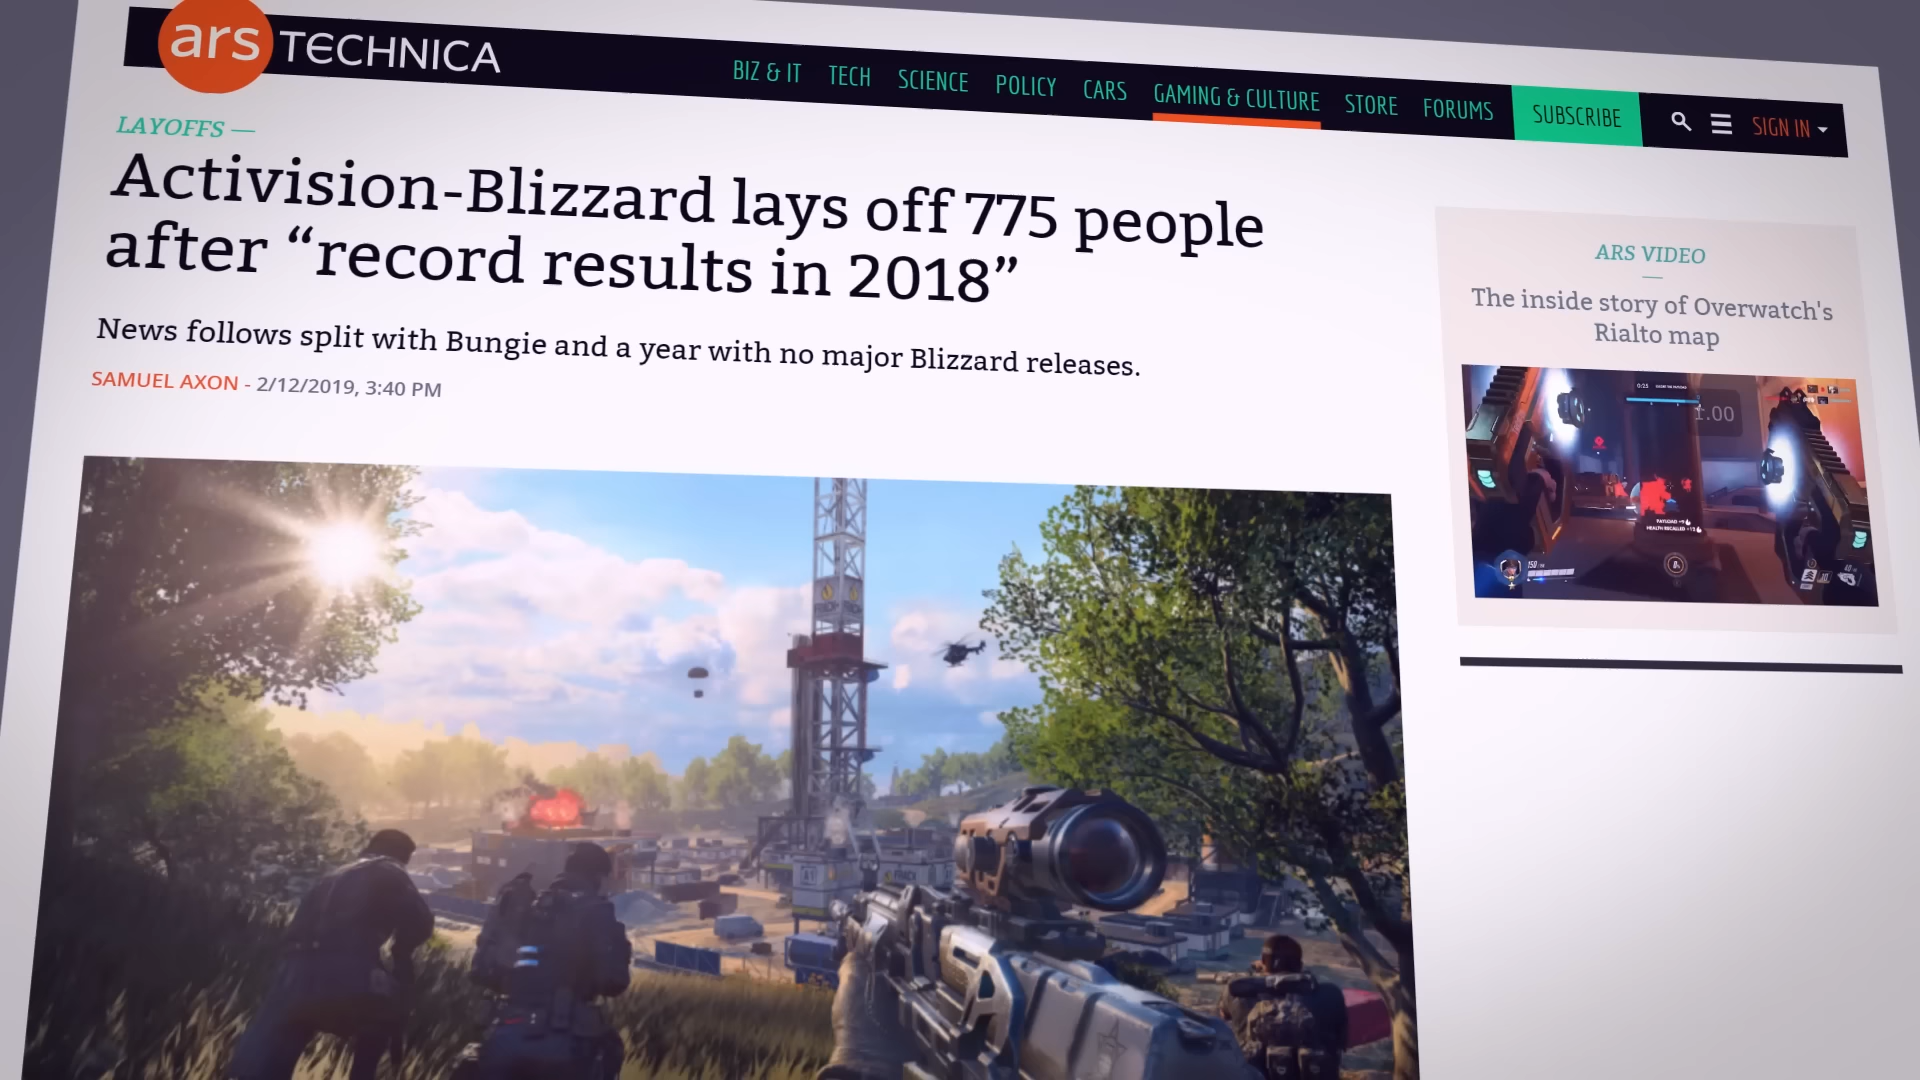 ars TECHNICA
BIZ & IT TECH SCIENCE POLICY CARS GAMING & CULTURE STORE FORUMS SUBSCRIBE SIGN IN
LAYOFFS —
Activision-Blizzard lays off 775 people
after “record results in 2018”
News follows split with Bungie and a year with no major Blizzard releases.
SAMUEL AXON - 2/12/2019, 3:40 PM
ARS VIDEO
The inside story of Overwatch's
Rialto map
1:00